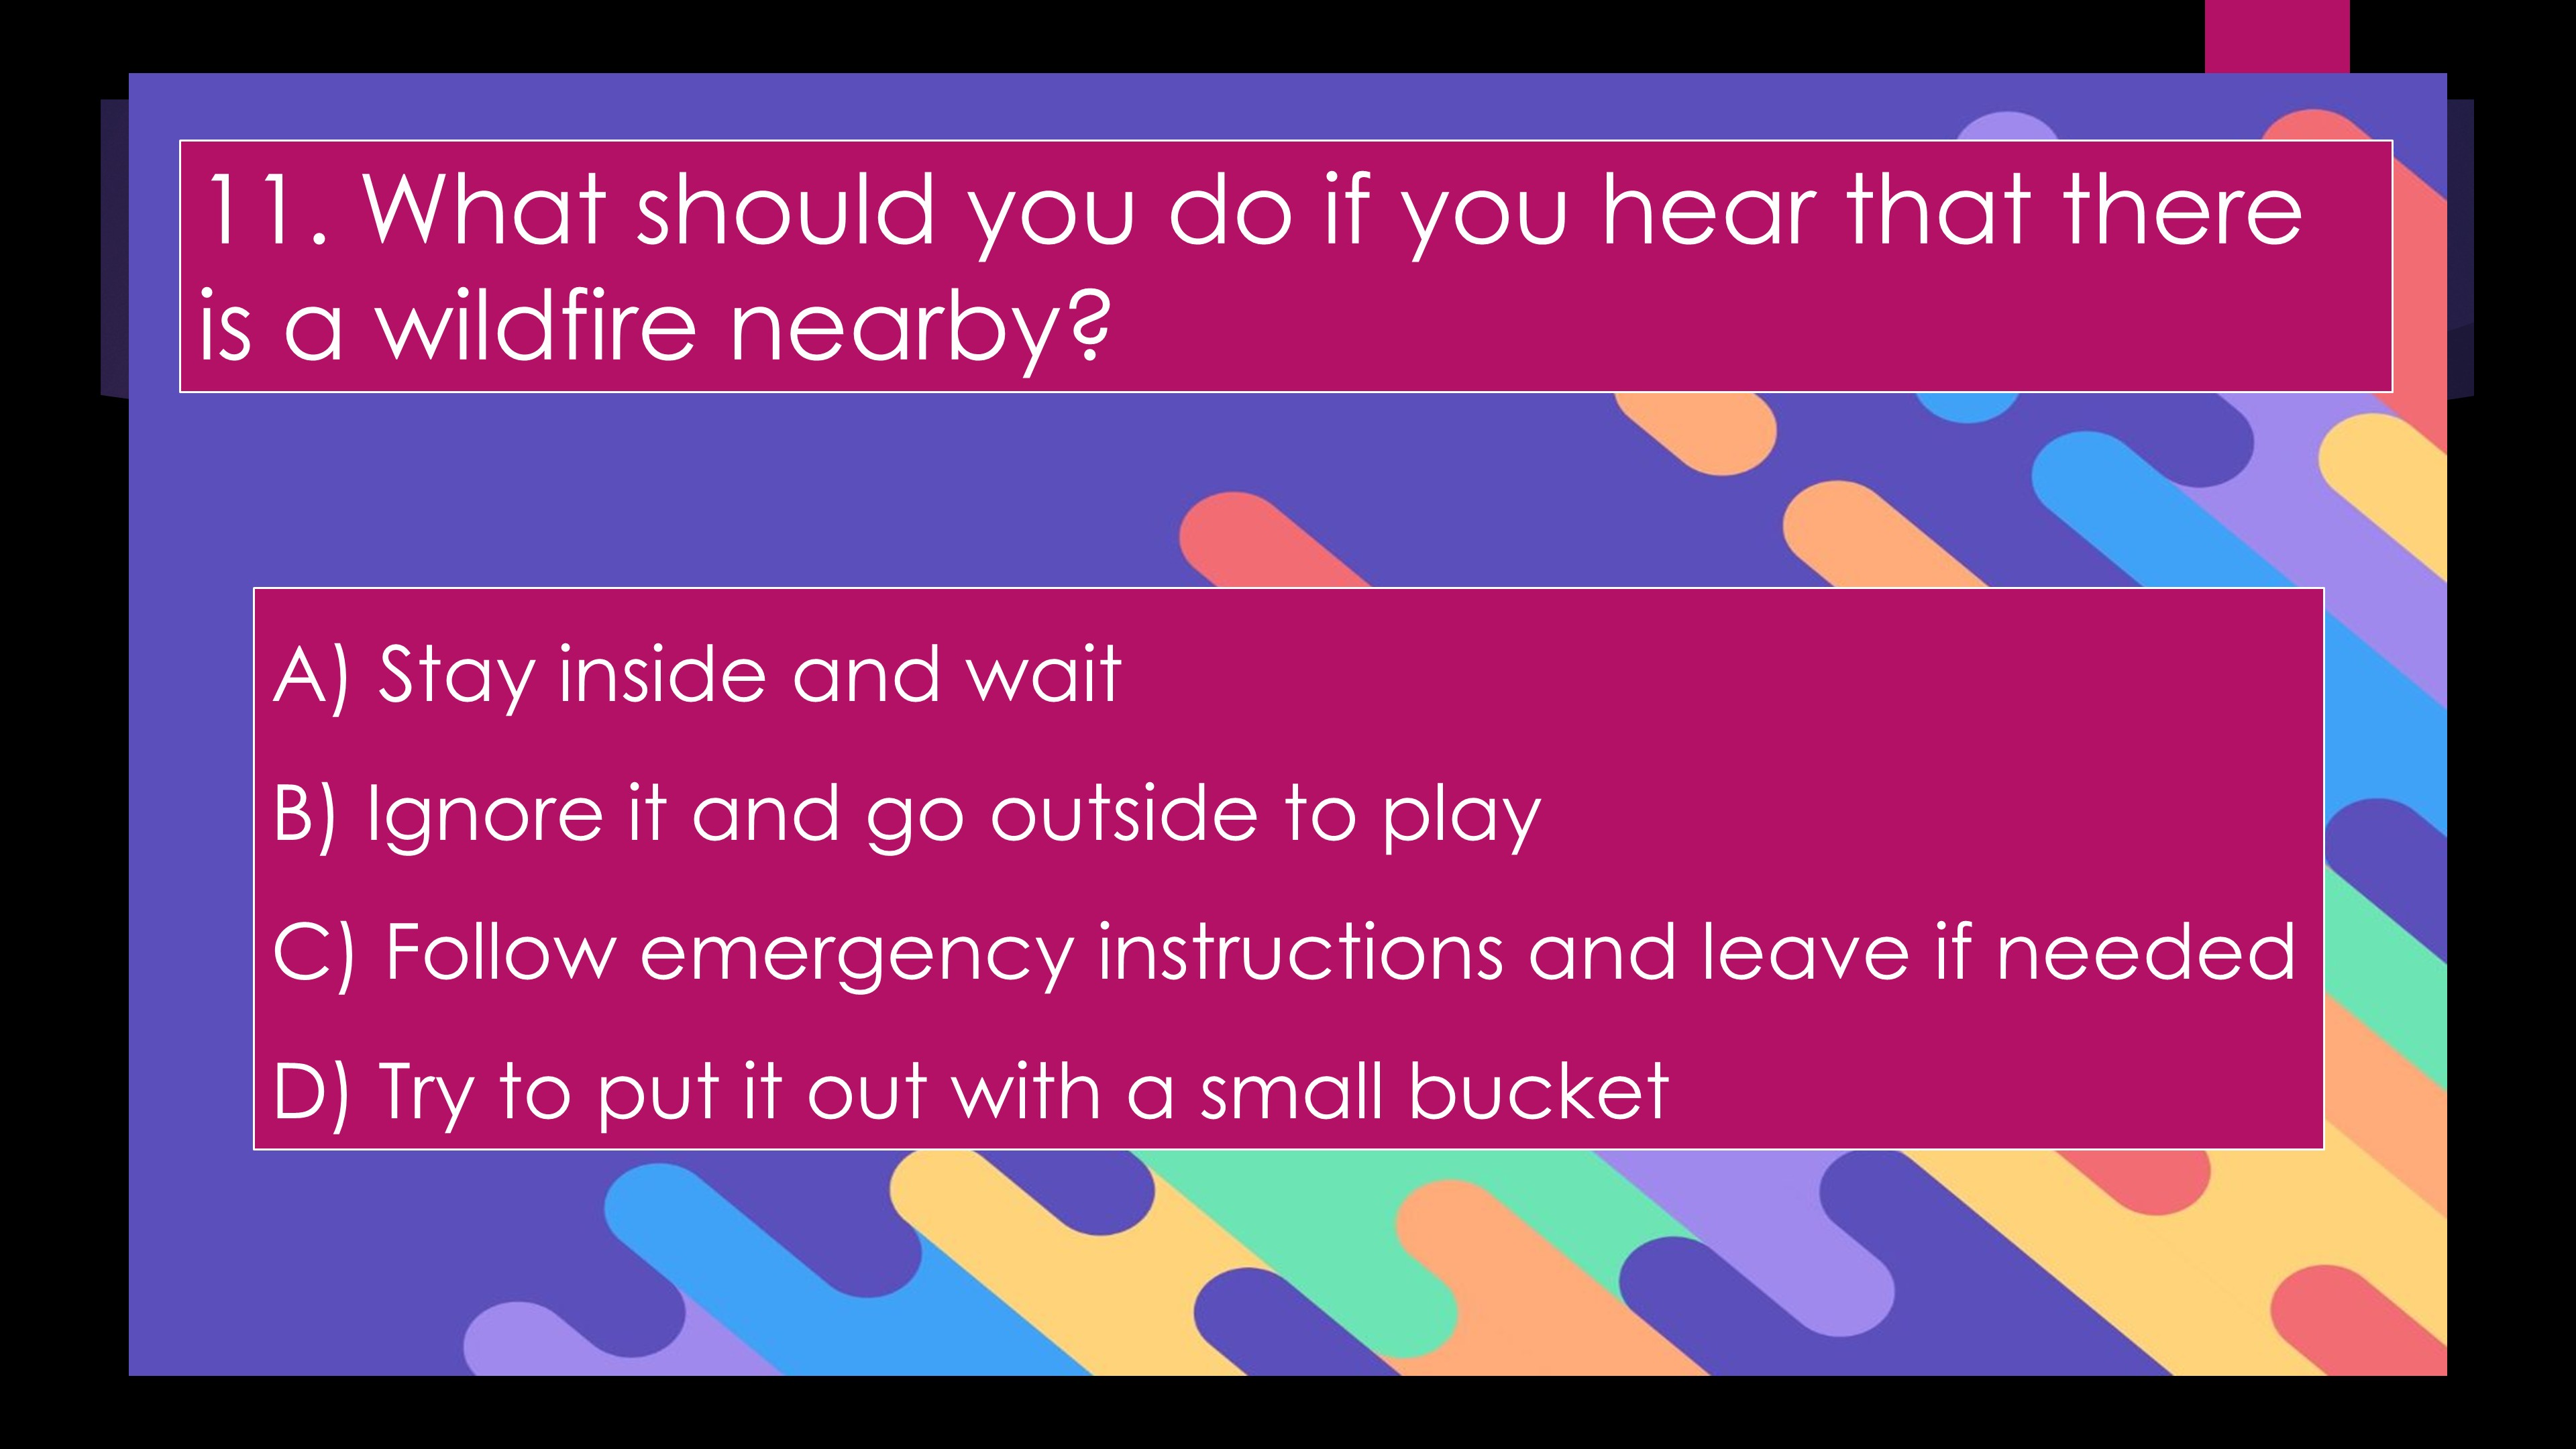 11. What should you do if you hear that there
is a wildfire nearby?
A) Stay inside and wait
B) Ignore it and go outside to play
C) Follow emergency instructions and leave if needed
D) Try to put it out with a small bucket